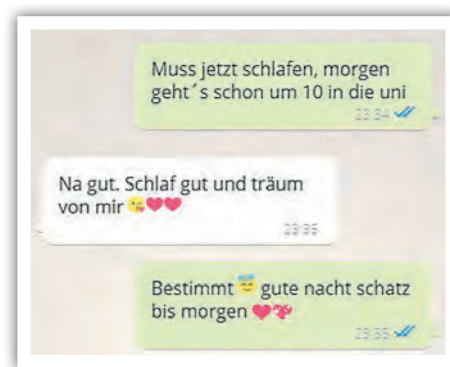 Muss jetzt schlafen, morgen
geht´s schon um 10 in die uni
23:34
Na gut. Schlaf gut und träum
von mir 😘❤❤
23:35
Bestimmt 😇 gute nacht schatz
bis morgen ❤💖
23:35